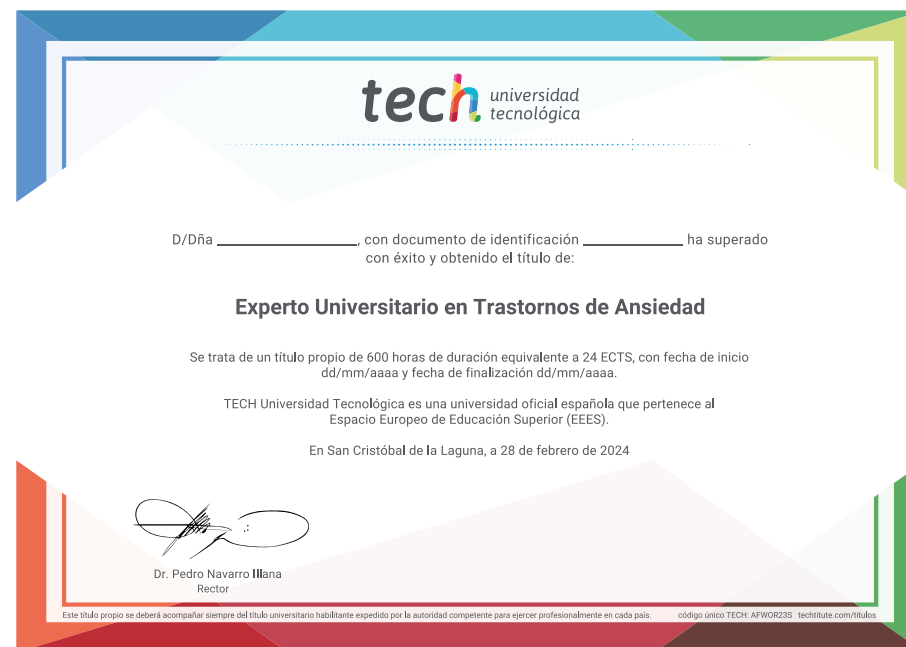 tech universidad
tecnológica
D/Dña ____________, con documento de identificación ____________ ha superado
con éxito y obtenido el título de:
Experto Universitario en Trastornos de Ansiedad
Se trata de un título propio de 600 horas de duración equivalente a 24 ECTS, con fecha de inicio
dd/mm/aaaa y fecha de finalización dd/mm/aaaa.
TECH Universidad Tecnológica es una universidad oficial española que pertenece al
Espacio Europeo de Educación Superior (EEES).
En San Cristóbal de la Laguna, a 28 de febrero de 2024
Dr. Pedro Navarro Illana
Rector
Este título propio se deberá acompañar siempre del título universitario habilitante expedido por la autoridad competente para ejercer profesionalmente en cada país. código único TECH: AFWOR23S techtitute.com/titulos